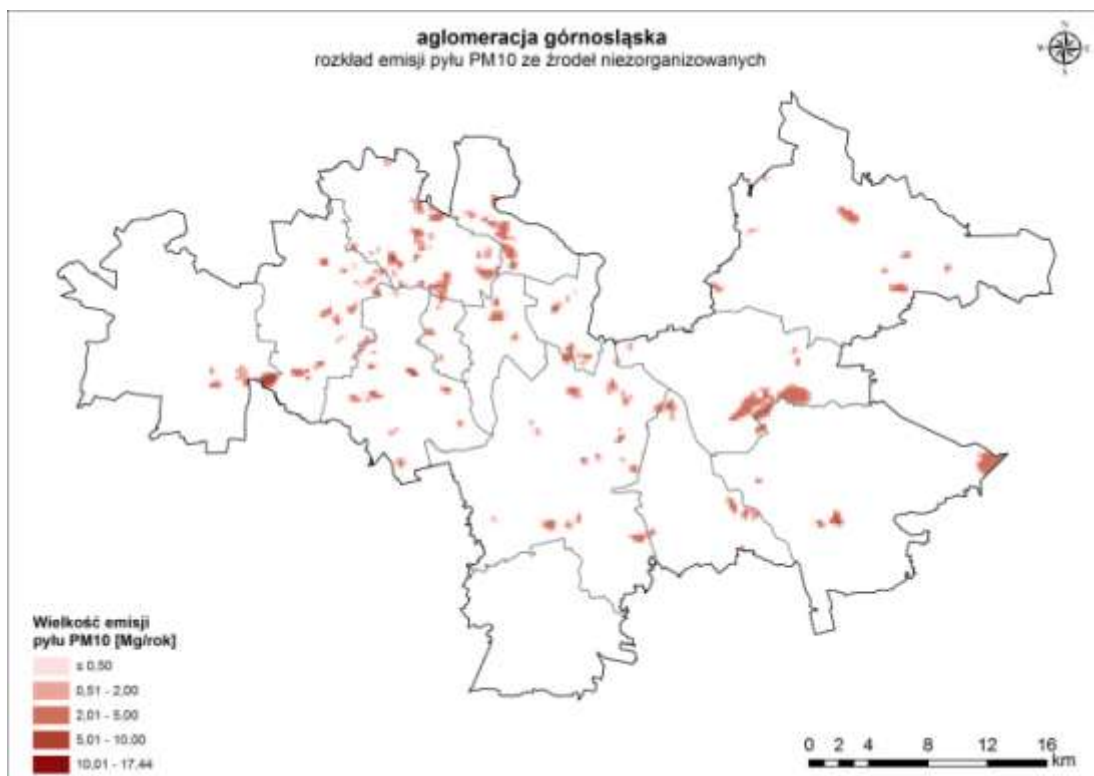 aglomeracja górnośląska
rozkład emisji pyłu PM10 ze źrodeł niezorganizowanych
N
W E
S
Wielkość emisji
pyłu PM10 [Mg/rok]
≤ 0,50
0,51 - 2,00
2,01 - 5,00
5,01 - 10,00
10,01 - 17,44
0 2 4 8 12 16
km